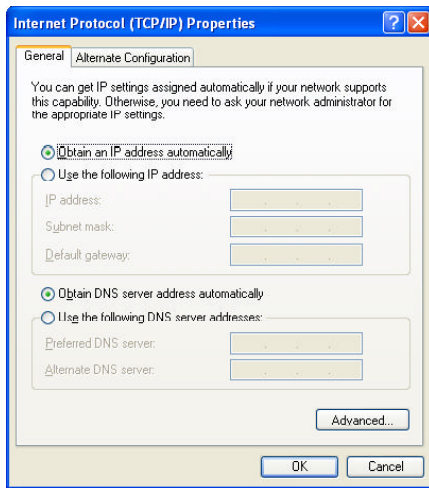 Internet Protocol (TCP/IP) Properties
General
Alternate Configuration
You can get IP settings assigned automatically if your network supports
this capability. Otherwise, you need to ask your network administrator for
the appropriate IP settings.
Obtain an IP address automatically
Use the following IP address:
IP address:
Subnet mask:
Default gateway:
Obtain DNS server address automatically
Use the following DNS server addresses:
Preferred DNS server:
Alternate DNS server:
Advanced...
OK
Cancel